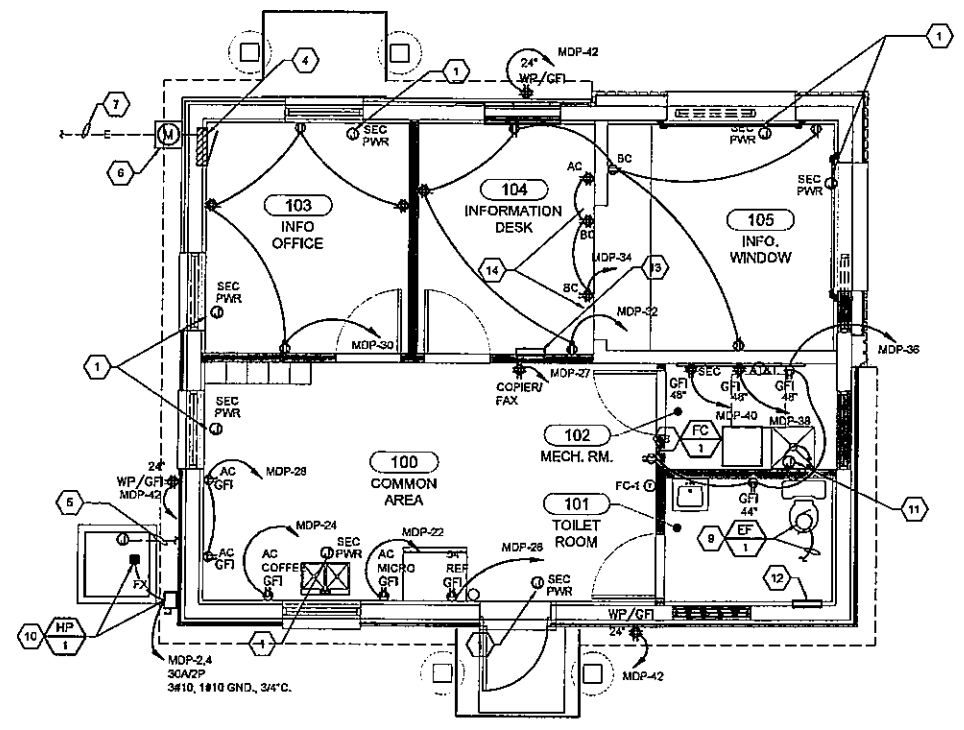 MDP-42
24"
WP/GFI
1
4
1
7
E
M
6
SEC
PWR
SEC
PWR
AC
BC
SEC
PWR
103
INFO
OFFICE
104
INFORMATION
DESK
BC
105
INFO.
WINDOW
14
BC
MDP-34
13
SEC
PWR
MDP-30
MDP-32
MDP-36
1
COPIER/
FAX
MDP-27
SEC
GFI
48"
GFI
48"
GFI
48"
SEC
PWR
MDP-40
MDP-38
102
MECH. RM.
FC
1
100
COMMON
AREA
24"
WP/GFI
MDP-42
AC
GFI
MDP-28
FC-1
T
GFI
44"
11
5
101
TOILET
ROOM
9
EF
1
MDP-24
MDP-22
AC
GFI
AC
COFFE
GFI
SEC
PWR
AC
MICRO
GFI
REF
GFI
MDP-26
SEC
PWR
12
FX
10
HP
1
1
WP/GFI
24"
MDP-42
MDP-2,4
30A/2P
3#10, 1#10 GND., 3/4"C.